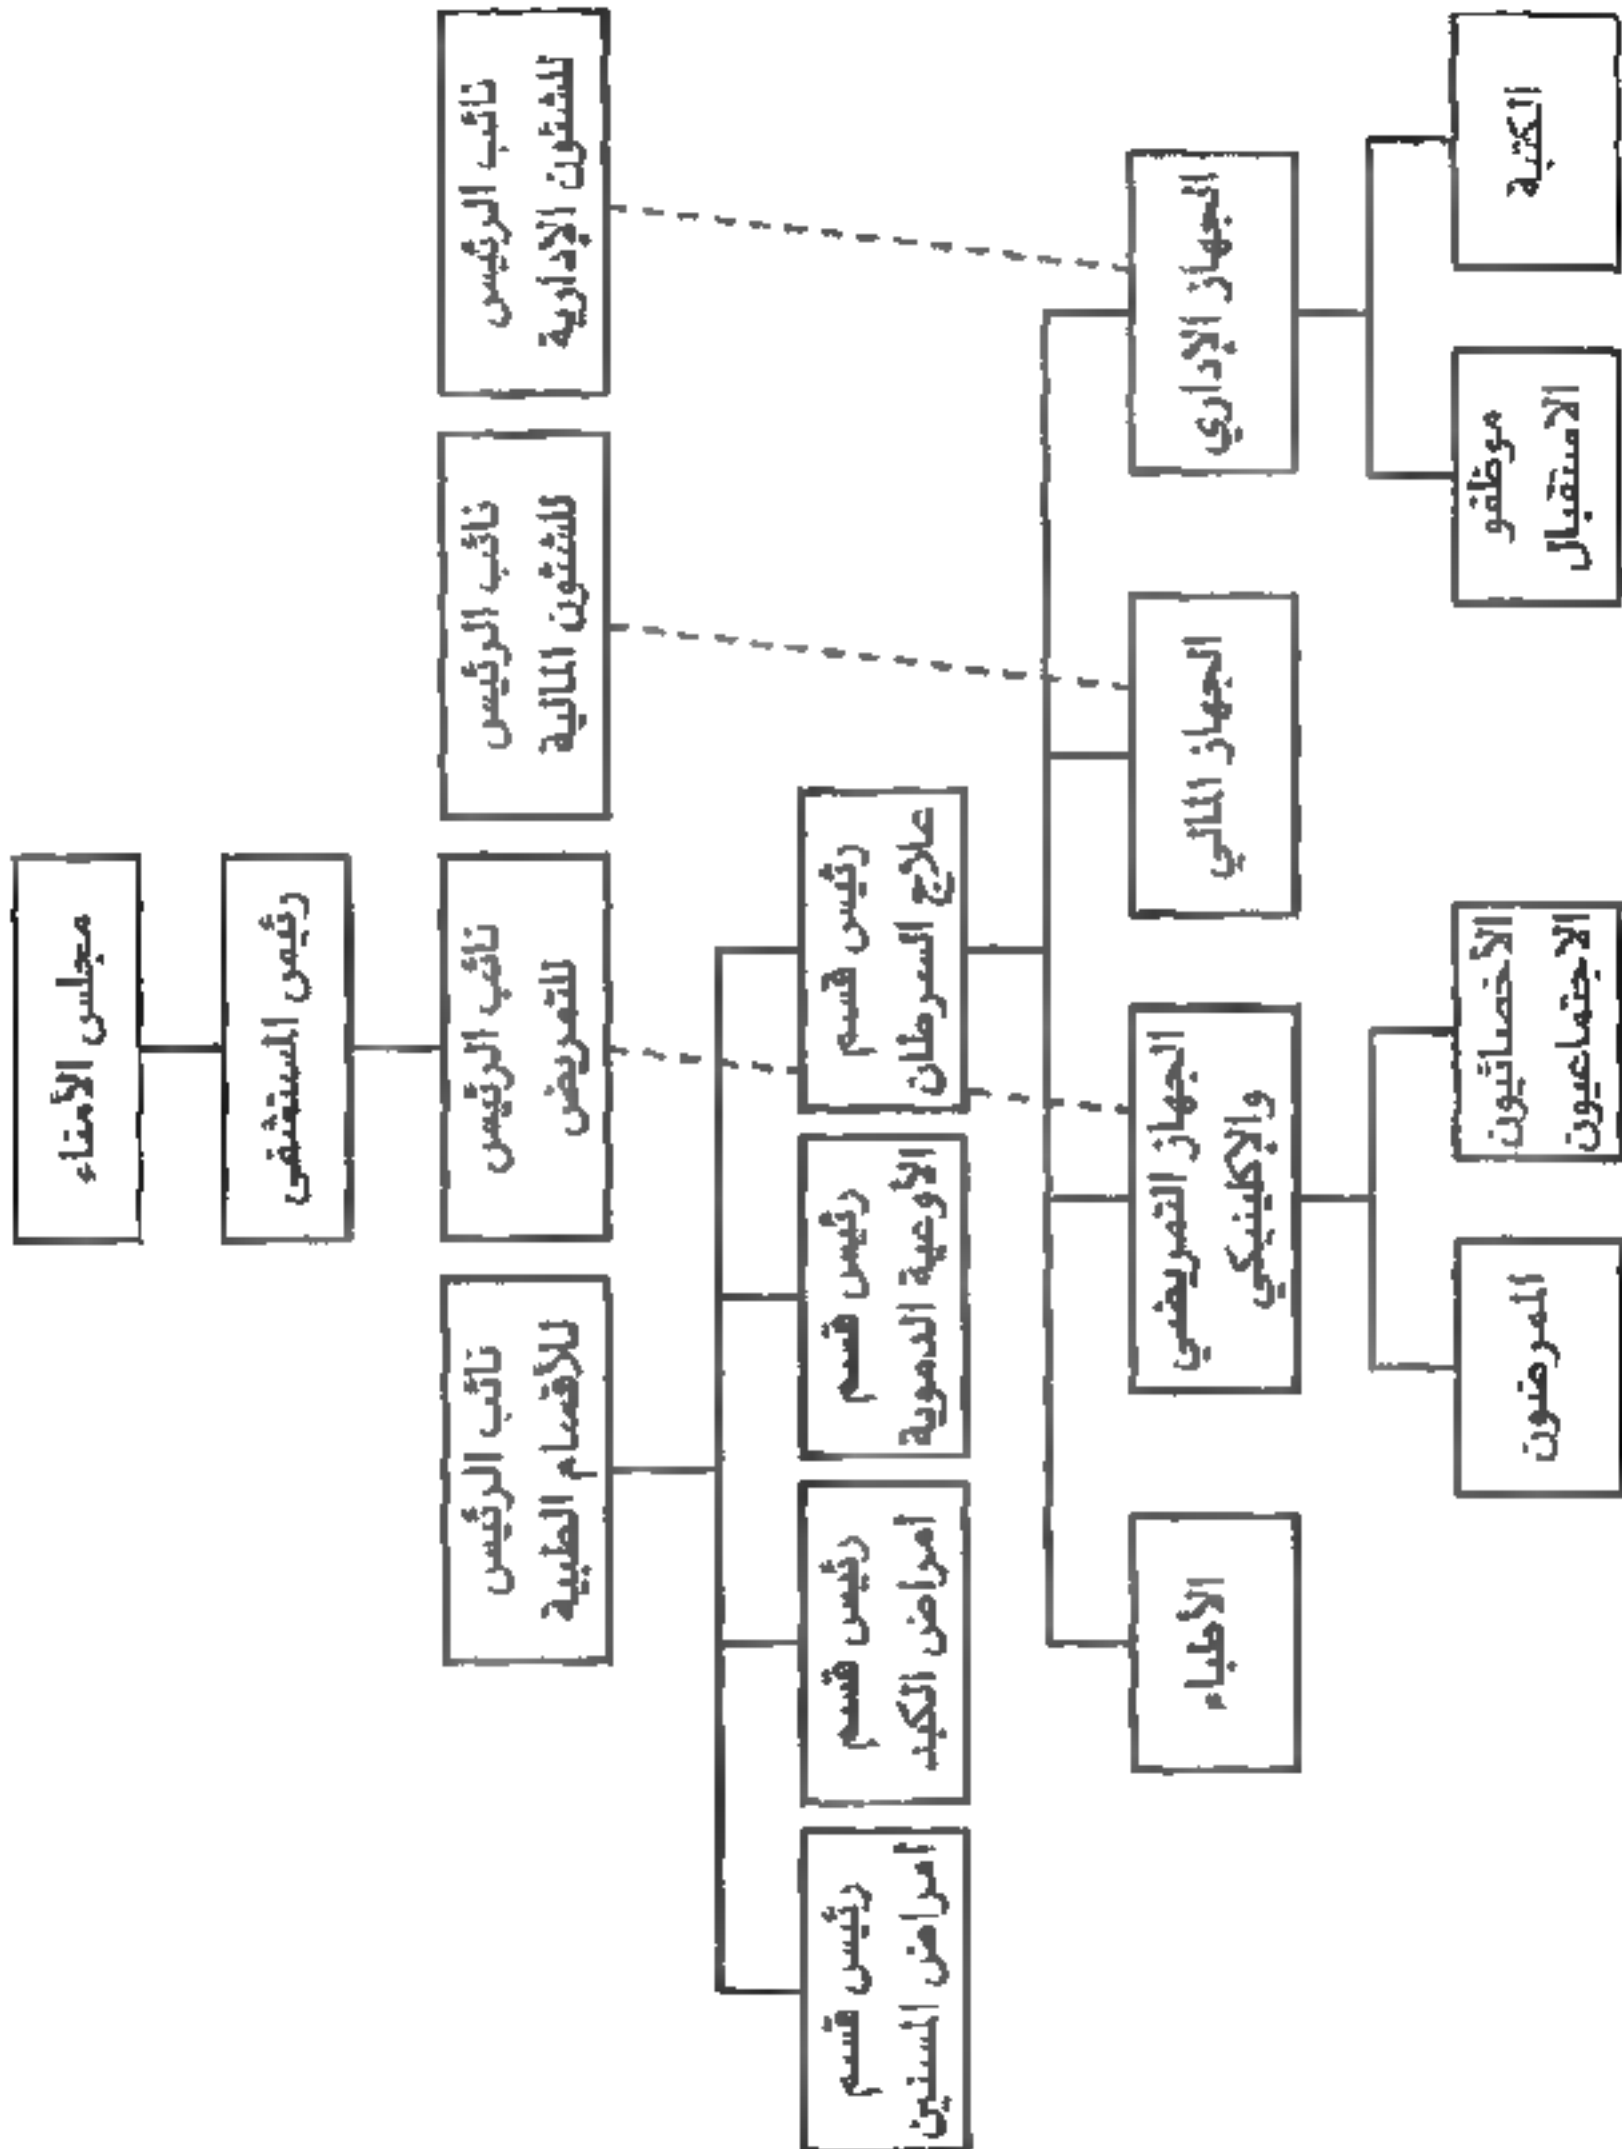 مجلس الأمناء
رئيس المستشفى
نائب الرئيس
للشئون الإدارية
نائب الرئيس
للشئون المالية
نائب الرئيس
للتمريض
نائب الرئيس
للأقسام الطبية
رئيس قسم
علاج السرطان
رئيس قسم
الأوعية الدموية
رئيس قسم
أمراض الكبد
رئيس قسم
أمراض المسنين
الجهاز الإداري
الجهاز المالي
الجهاز التمريضي
والإكلينيكي
الأطباء
الكتبة
موظفو
الاستقبال
الأخصائيون
الاجتماعيون
الممرضون